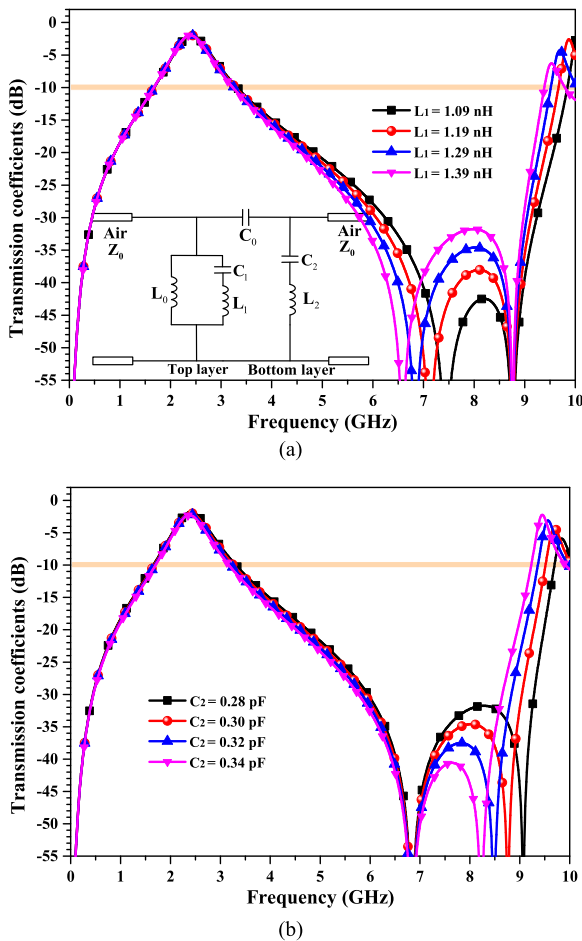 Transmission coefficients (dB)
0
-5
-10
-15
-20
-25
-30
-35
-40
-45
-50
-55
L1 = 1.09 nH
L1 = 1.19 nH
L1 = 1.29 nH
L1 = 1.39 nH
Air
Z0
C0
Air
Z0
L0
C1
L1
C2
L2
Top layer
Bottom layer
0 1 2 3 4 5 6 7 8 9 10
Frequency (GHz)
(a)
Transmission coefficients (dB)
0
-5
-10
-15
-20
-25
-30
-35
-40
-45
-50
-55
C2 = 0.28 pF
C2 = 0.30 pF
C2 = 0.32 pF
C2 = 0.34 pF
0 1 2 3 4 5 6 7 8 9 10
Frequency (GHz)
(b)